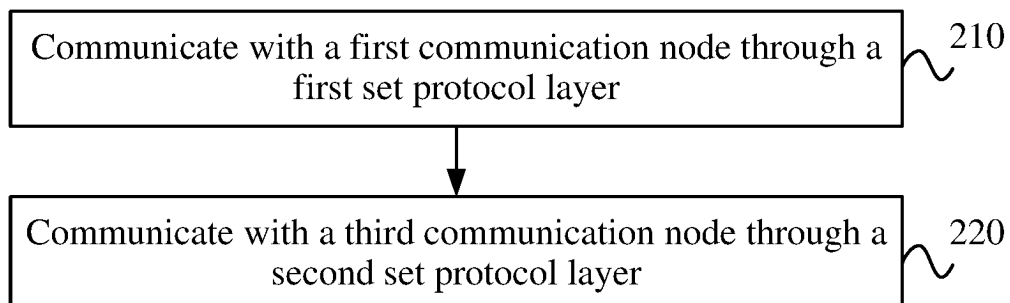 Communicate with a first communication node through a
first set protocol layer
210
Communicate with a third communication node through a
second set protocol layer
220